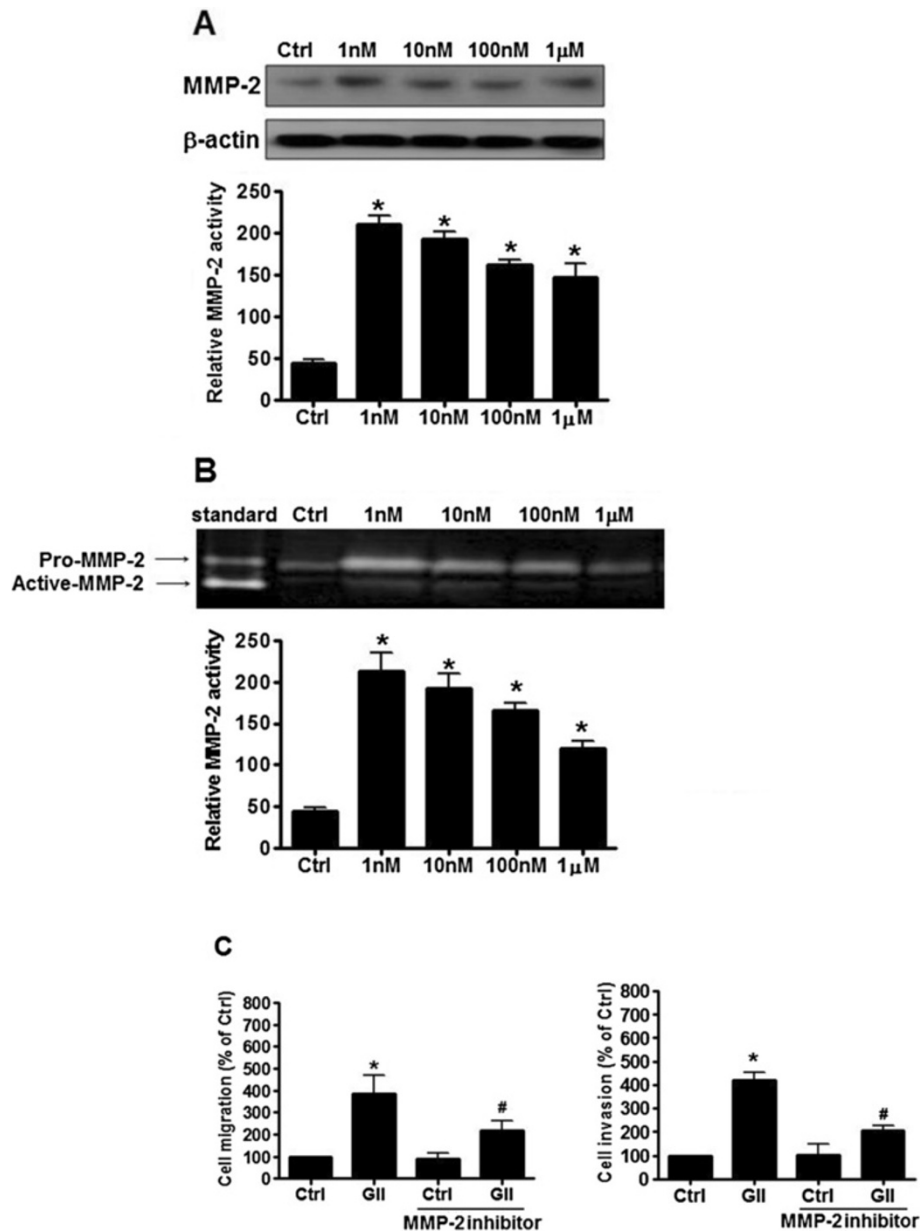 A
Ctrl 1nM 10nM 100nM 1μM
MMP-2
β-actin
Relative MMP-2 activity
250
200
150
100
50
0
* * * *
Ctrl 1nM 10nM 100nM 1μM
B
standard Ctrl 1nM 10nM 100nM 1μM
Pro-MMP-2
Active-MMP-2
Relative MMP-2 activity
250
200
150
100
50
0
* * * *
Ctrl 1nM 10nM 100nM 1μM
C
Cell migration (% of Ctrl)
800
700
600
500
400
300
200
100
0
* #
Ctrl GII Ctrl GII
MMP-2 inhibitor
Cell invasion (% of Ctrl)
800
700
600
500
400
300
200
100
0
* #
Ctrl GII Ctrl GII
MMP-2 inhibitor